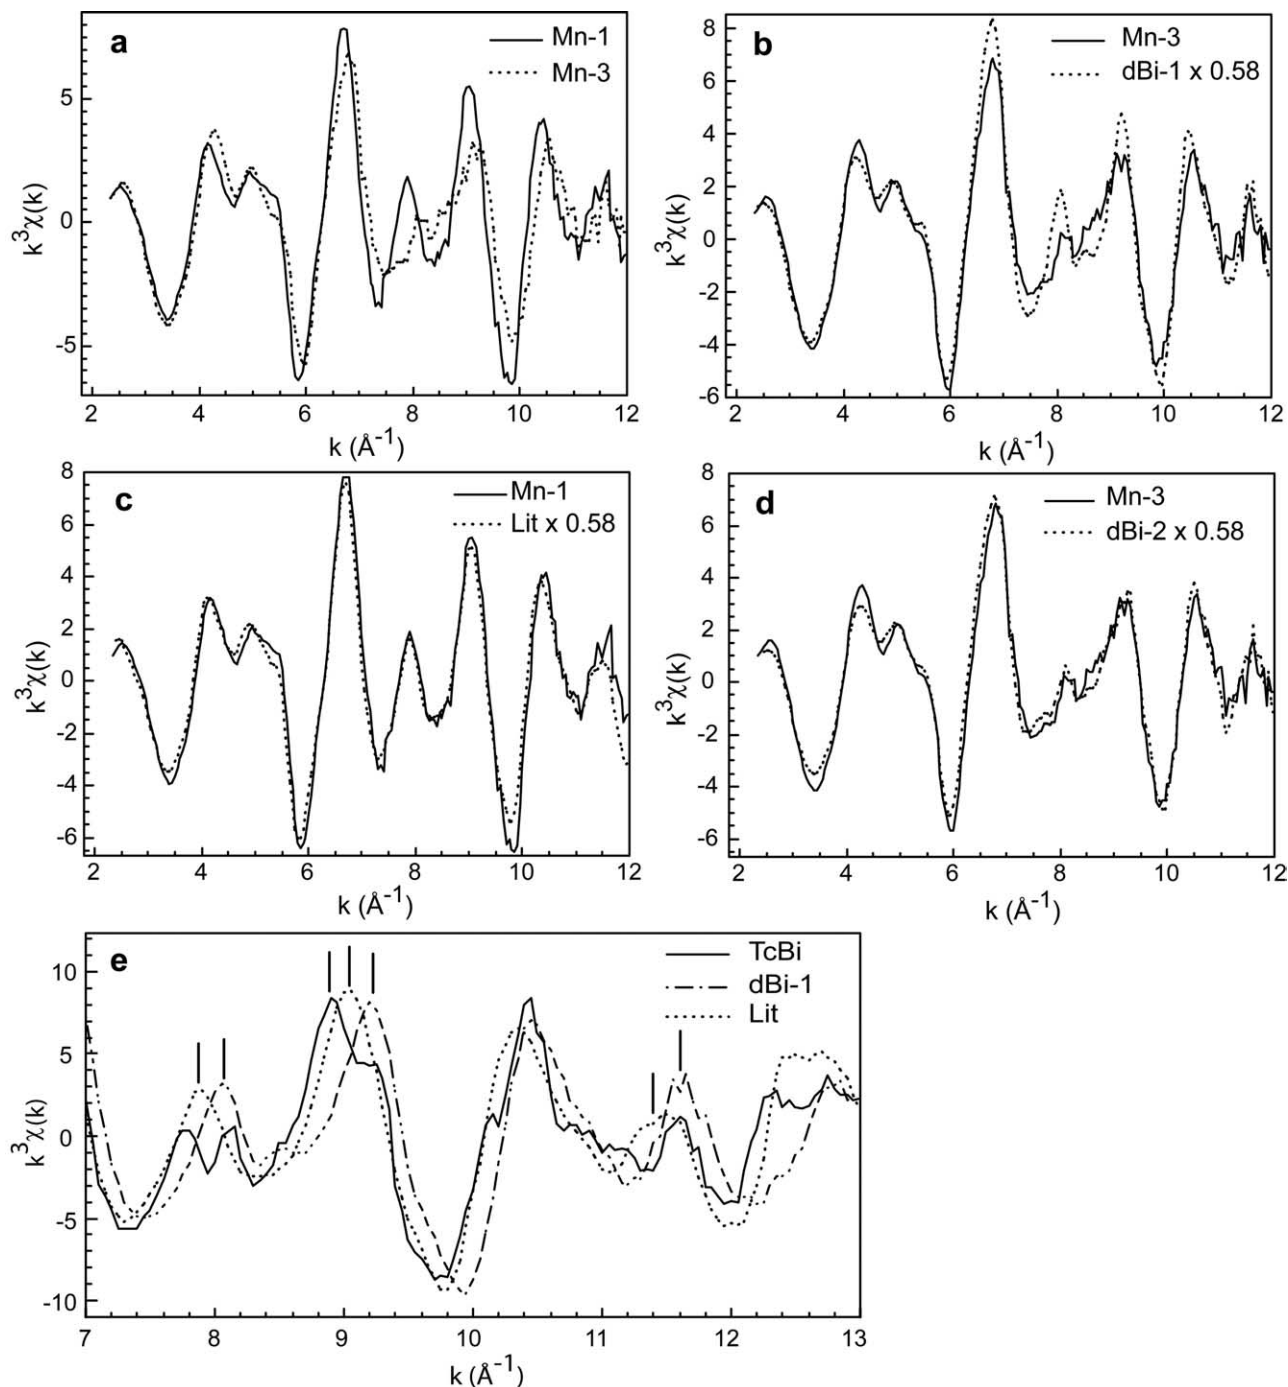 a
Mn-1
Mn-3
5
0
-5
k³χ(k)
2 4 6 8 10 12
k (Å⁻¹)
b
Mn-3
dBi-1 x 0.58
8
6
4
2
0
-2
-4
-6
k³χ(k)
2 4 6 8 10 12
k (Å⁻¹)
c
Mn-1
Lit x 0.58
8
6
4
2
0
-2
-4
-6
k³χ(k)
2 4 6 8 10 12
k (Å⁻¹)
d
Mn-3
dBi-2 x 0.58
8
6
4
2
0
-2
-4
-6
k³χ(k)
2 4 6 8 10 12
k (Å⁻¹)
e
TcBi
dBi-1
Lit
10
5
0
-5
-10
k³χ(k)
7 8 9 10 11 12 13
k (Å⁻¹)